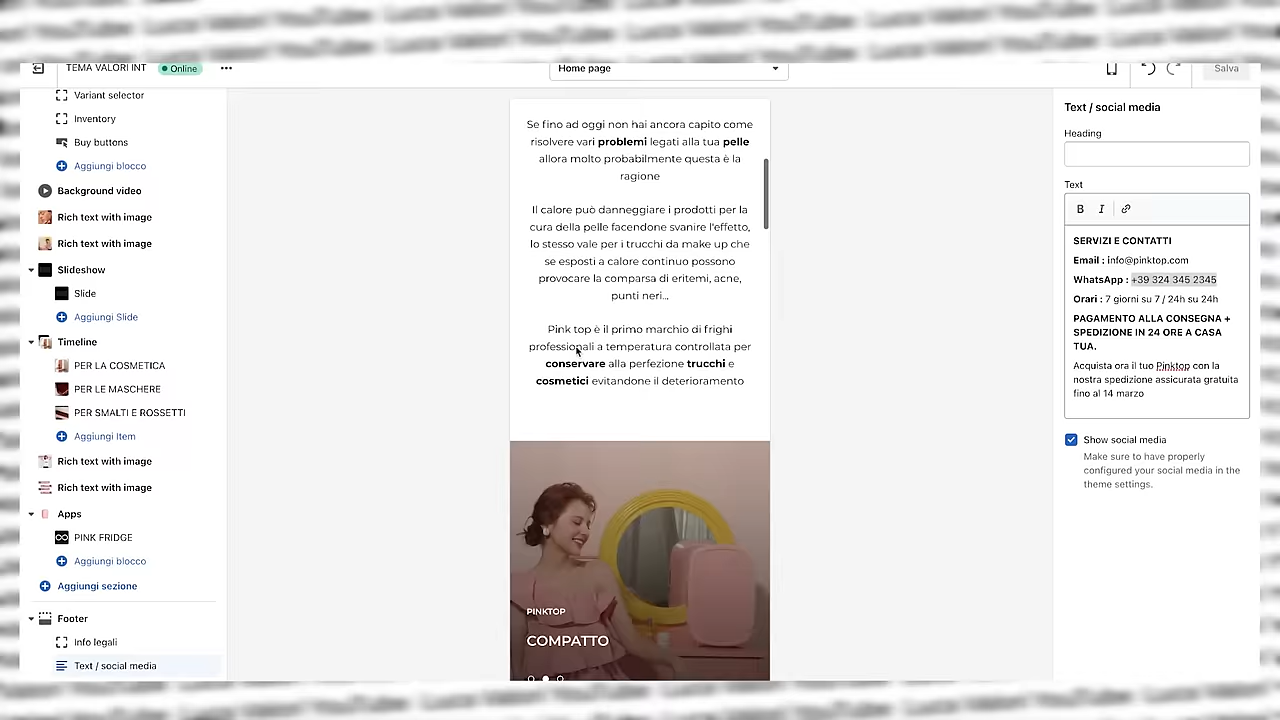 Luca Valori YouTube
TEMA VALORI INT
Online
Home page
Salva
Variant selector
Inventory
Buy buttons
Aggiungi blocco
Background video
Rich text with image
Rich text with image
Slideshow
Slide
Aggiungi Slide
Timeline
PER LA COSMETICA
PER LE MASCHERE
PER SMALTI E ROSSETTI
Aggiungi Item
Rich text with image
Rich text with image
Apps
PINK FRIDGE
Aggiungi blocco
Aggiungi sezione
Footer
Info legali
Text / social media
Se fino ad oggi non hai ancora capito come
risolvere vari problemi legati alla tua pelle
allora molto probabilmente questa è la
ragione
Il calore può danneggiare i prodotti per la
cura della pelle facendone svanire l'effetto,
lo stesso vale per i trucchi da make up che
se esposti a calore continuo possono
provocare la comparsa di eritemi, acne,
punti neri...
Pink top è il primo marchio di frighi
professionali a temperatura controllata per
conservare alla perfezione trucchi e
cosmetici evitandone il deterioramento
PINKTOP
COMPATTO
Text / social media
Heading
Text
B I
SERVIZI E CONTATTI
Email : info@pinktop.com
WhatsApp : +39 324 345 2345
Orari : 7 giorni su 7 / 24h su 24h
PAGAMENTO ALLA CONSEGNA +
SPEDIZIONE IN 24 ORE A CASA
TUA.
Acquista ora il tuo Pinktop con la
nostra spedizione assicurata gratuita
fino al 14 marzo
Show social media
Make sure to have properly
configured your social media in the
theme settings.